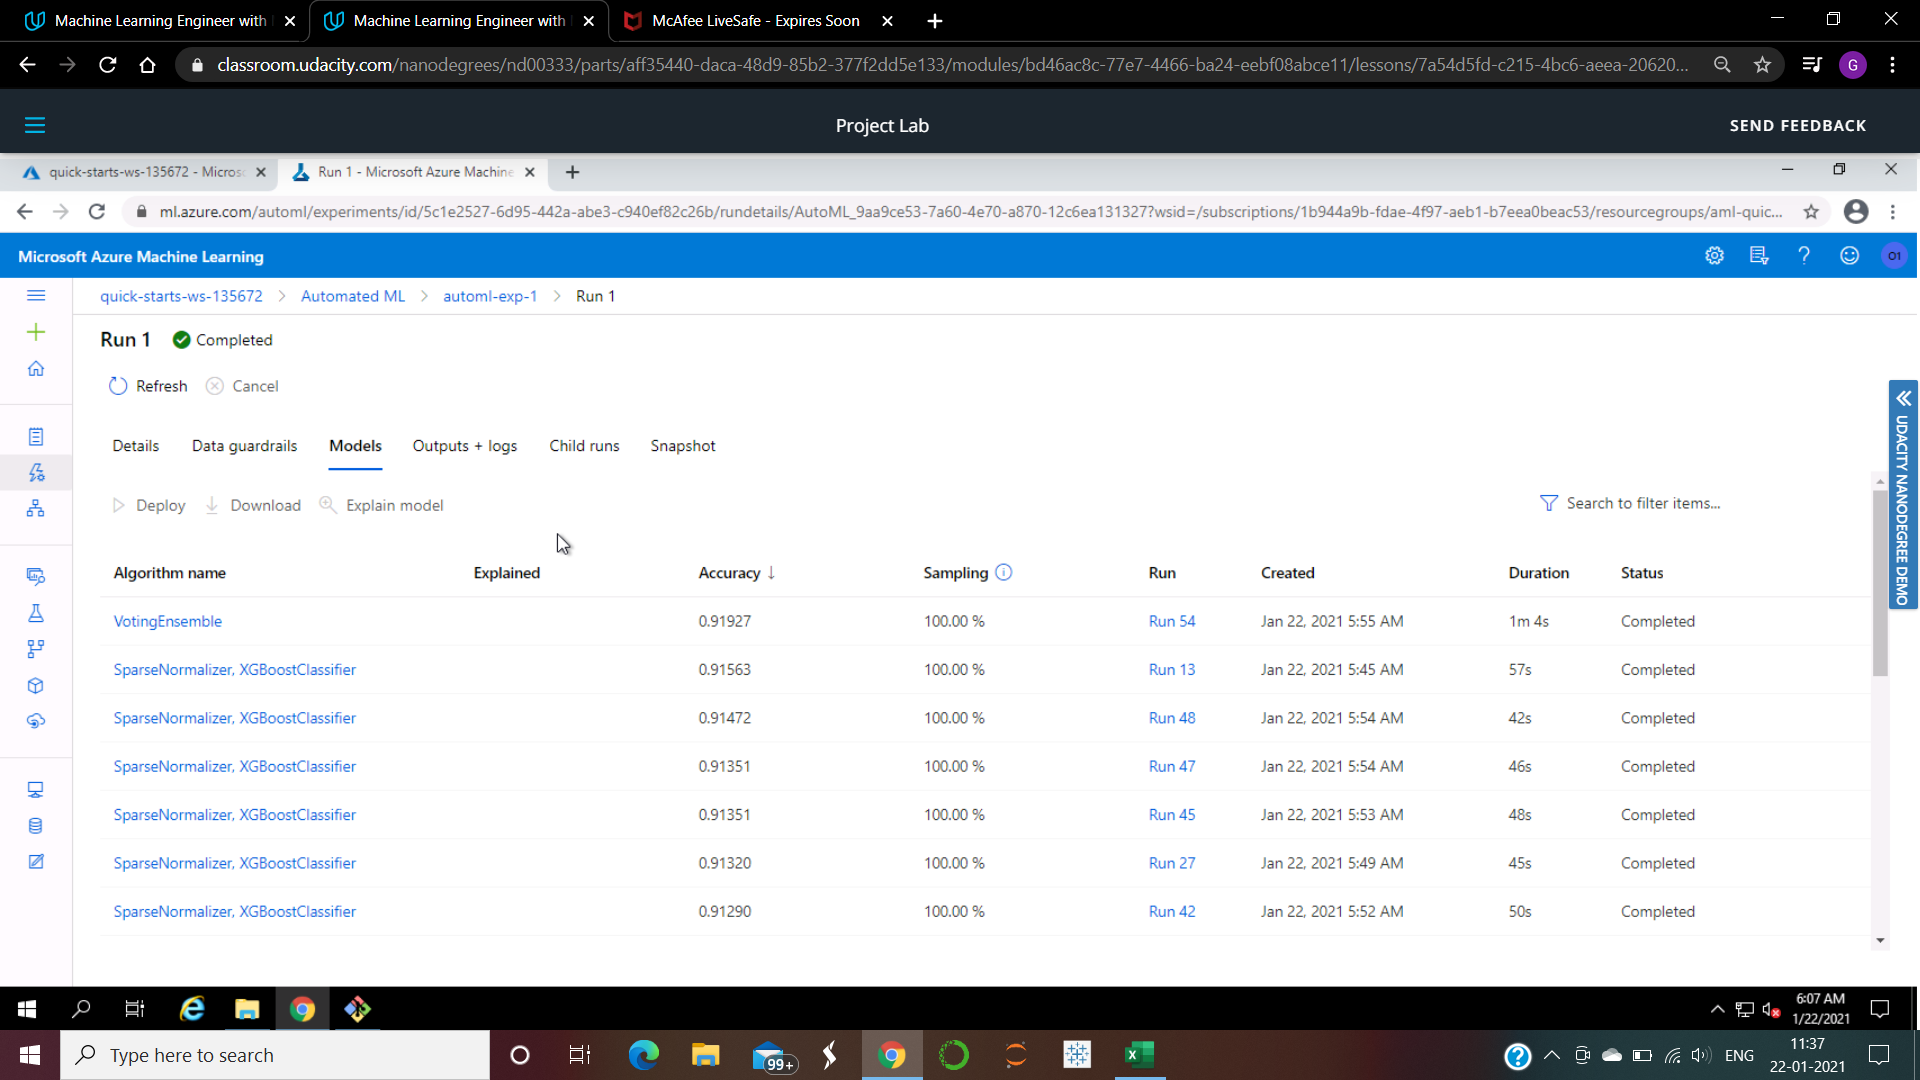 Machine Learning Engineer with
Machine Learning Engineer with
McAfee LiveSafe - Expires Soon
classroom.udacity.com/nanodegrees/nd00333/parts/aff35440-daca-48d9-85b2-377f2dd5e133/modules/bd46ac8c-77e7-4466-ba24-eebf08abce11/lessons/7a54d5fd-c215-4bc6-aeea-20620...
G
Project Lab
SEND FEEDBACK
quick-starts-ws-135672 - Micros
Run 1 - Microsoft Azure Machine
ml.azure.com/automl/experiments/id/5c1e2527-6d95-442a-abe3-c940ef82c26b/rundetails/AutoML_9aa9ce53-7a60-4e70-a870-12c6ea131327?wsid=/subscriptions/1b944a9b-fdae-4f97-aeb1-b7eea0beac53/resourcegroups/aml-quic...
Microsoft Azure Machine Learning
O1
quick-starts-ws-135672 > Automated ML > automl-exp-1 > Run 1
Run 1 Completed
Refresh Cancel
UDACITY NANODEGREE DEMO
Details Data guardrails Models Outputs + logs Child runs Snapshot
Deploy Download Explain model
Search to filter items...
Algorithm name Explained Accuracy ↓ Sampling Run Created Duration Status
VotingEnsemble 0.91927 100.00 % Run 54 Jan 22, 2021 5:55 AM 1m 4s Completed
SparseNormalizer, XGBoostClassifier 0.91563 100.00 % Run 13 Jan 22, 2021 5:45 AM 57s Completed
SparseNormalizer, XGBoostClassifier 0.91472 100.00 % Run 48 Jan 22, 2021 5:54 AM 42s Completed
SparseNormalizer, XGBoostClassifier 0.91351 100.00 % Run 47 Jan 22, 2021 5:54 AM 46s Completed
SparseNormalizer, XGBoostClassifier 0.91351 100.00 % Run 45 Jan 22, 2021 5:53 AM 48s Completed
SparseNormalizer, XGBoostClassifier 0.91320 100.00 % Run 27 Jan 22, 2021 5:49 AM 45s Completed
SparseNormalizer, XGBoostClassifier 0.91290 100.00 % Run 42 Jan 22, 2021 5:52 AM 50s Completed
6:07 AM
1/22/2021
Type here to search
99+
ENG
11:37
22-01-2021